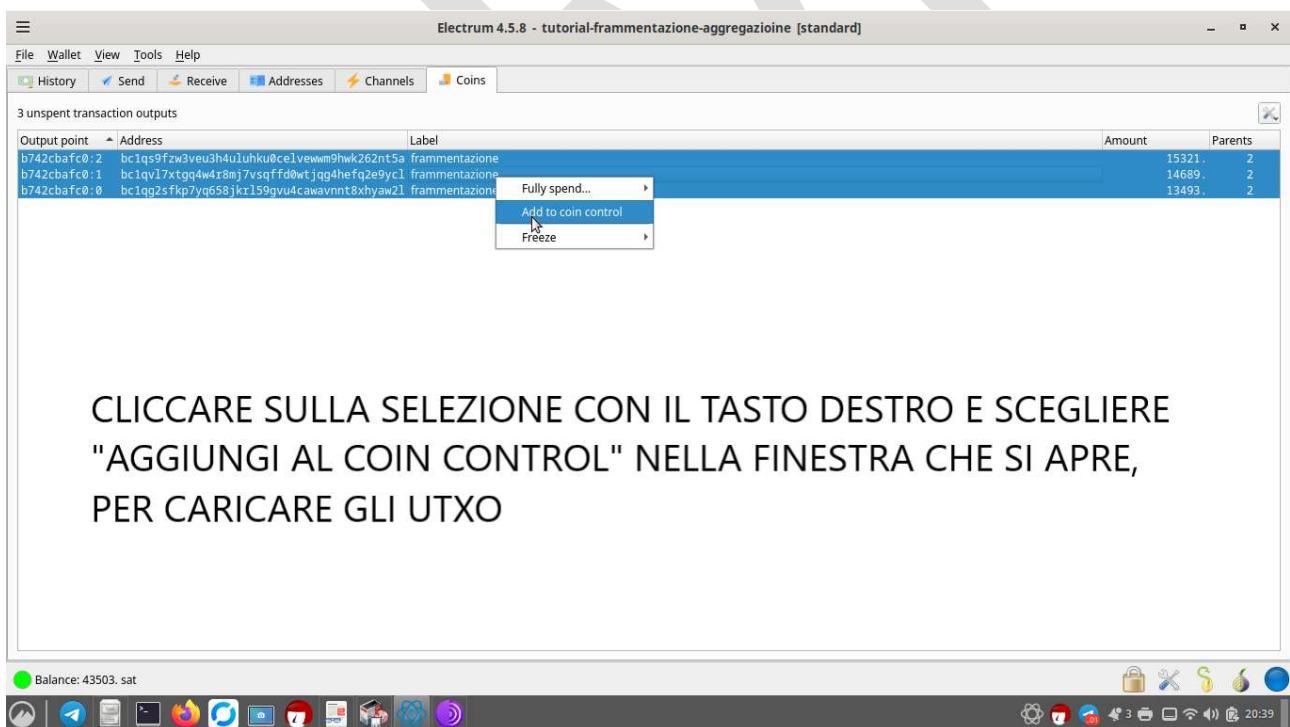 Electrum 4.5.8 - tutorial-frammentazione-aggregazioine [standard]
File Wallet View Tools Help
History Send Receive Addresses Channels Coins
3 unspent transaction outputs
Output point Address Label Amount Parents
b742cbafc0:2 bc1qs9fzw3veu3h4uluhku0celvewwm9hwk262nt5a frammentazione 15321. 2
b742cbafc0:1 bc1qvl7xtgq4w4r8mj7vsqffd0wtjqg4hefq2e9ycl frammentazione 14689. 2
b742cbafc0:0 bc1qg2sfkp7yq658jkrl59gvu4cawavnnt8xhyaw2l frammentazione 13493. 2
Fully spend...
Add to coin control
Freeze
CLICCARE SULLA SELEZIONE CON IL TASTO DESTRO E SCEGLIERE
"AGGIUNGI AL COIN CONTROL" NELLA FINESTRA CHE SI APRE,
PER CARICARE GLI UTXO
Balance: 43503. sat
3 20:39